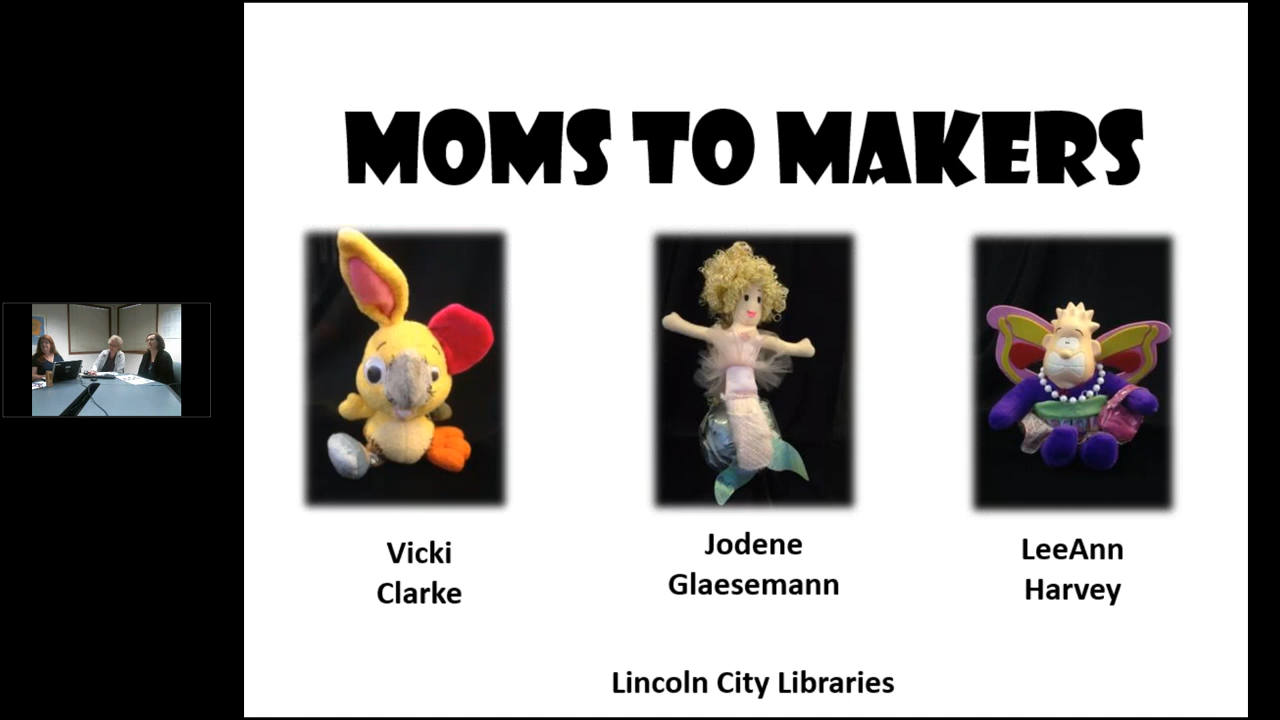 MOMS TO MAKERS
Vicki
Clarke
Jodene
Glaesemann
LeeAnn
Harvey
Lincoln City Libraries